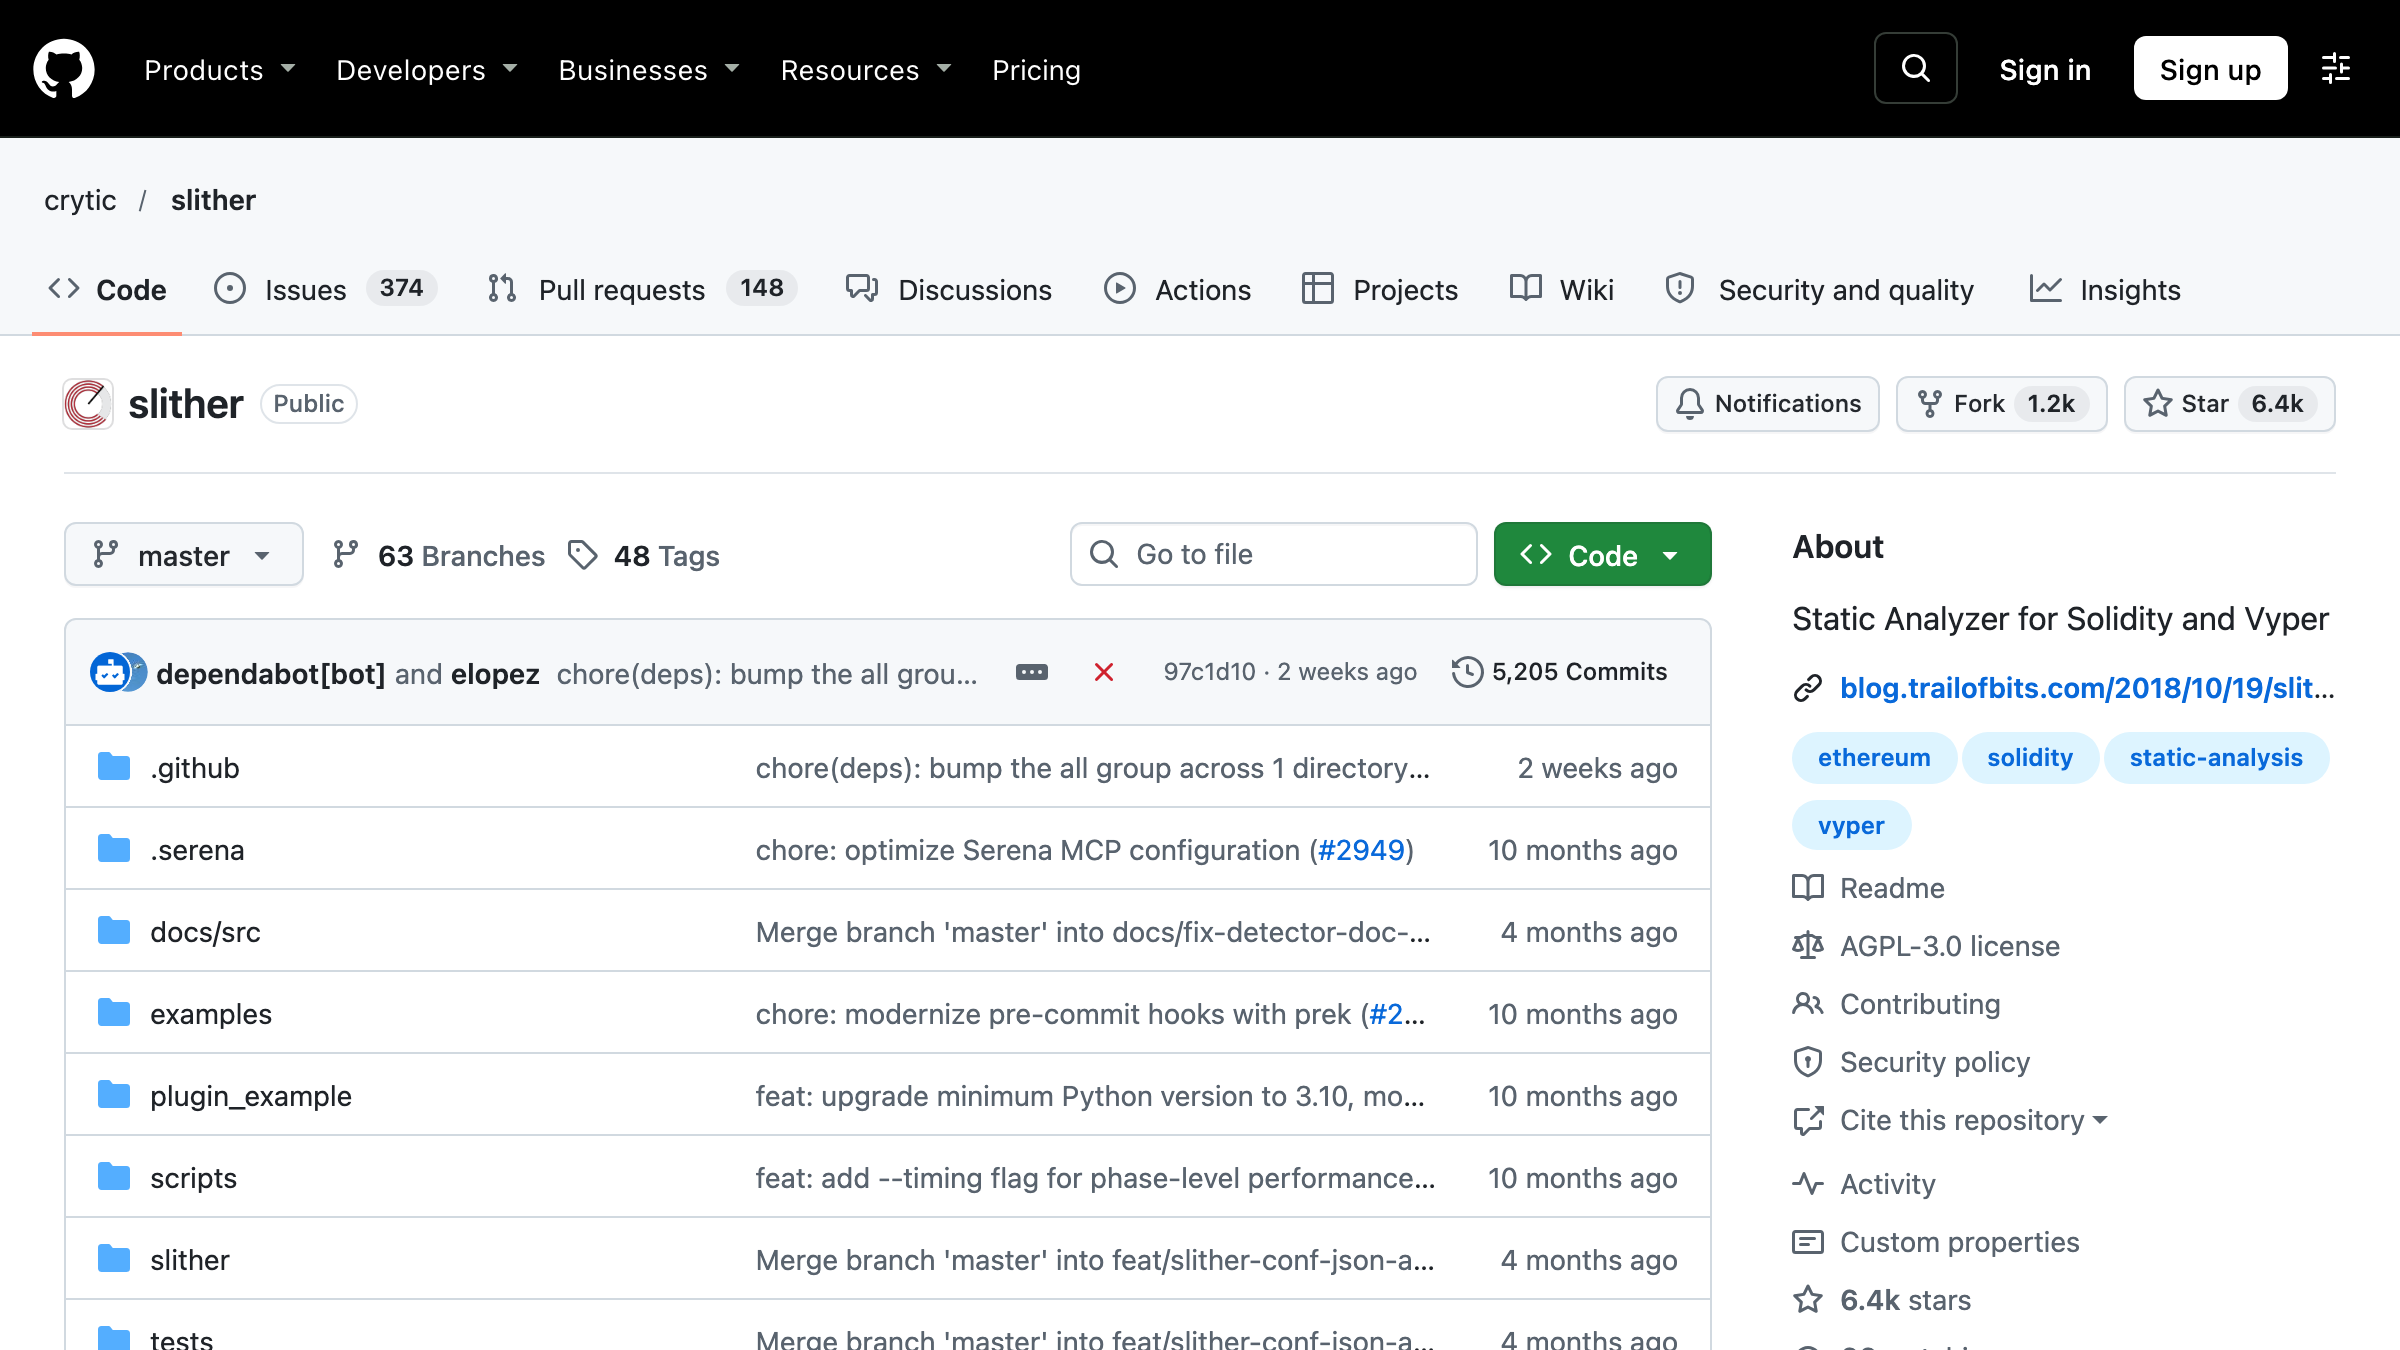 Products Developers Businesses Resources Pricing Sign in Sign up
crytic / slither
Code Issues 374 Pull requests 148 Discussions Actions Projects Wiki Security and quality Insights
slither Public Notifications Fork 1.2k Star 6.4k
master 63 Branches 48 Tags Go to file Code
dependabot[bot] and elopez chore(deps): bump the all grou... 97c1d10 · 2 weeks ago 5,205 Commits
.github chore(deps): bump the all group across 1 directory... 2 weeks ago
.serena chore: optimize Serena MCP configuration (#2949) 10 months ago
docs/src Merge branch 'master' into docs/fix-detector-doc-... 4 months ago
examples chore: modernize pre-commit hooks with prek (#2... 10 months ago
plugin_example feat: upgrade minimum Python version to 3.10, mo... 10 months ago
scripts feat: add --timing flag for phase-level performance... 10 months ago
slither Merge branch 'master' into feat/slither-conf-json-a... 4 months ago
tests Merge branch 'master' into feat/slither-conf-json-a... 4 months ago
About
Static Analyzer for Solidity and Vyper
blog.trailofbits.com/2018/10/19/slit...
ethereum solidity static-analysis
vyper
Readme
AGPL-3.0 license
Contributing
Security policy
Cite this repository
Activity
Custom properties
6.4k stars